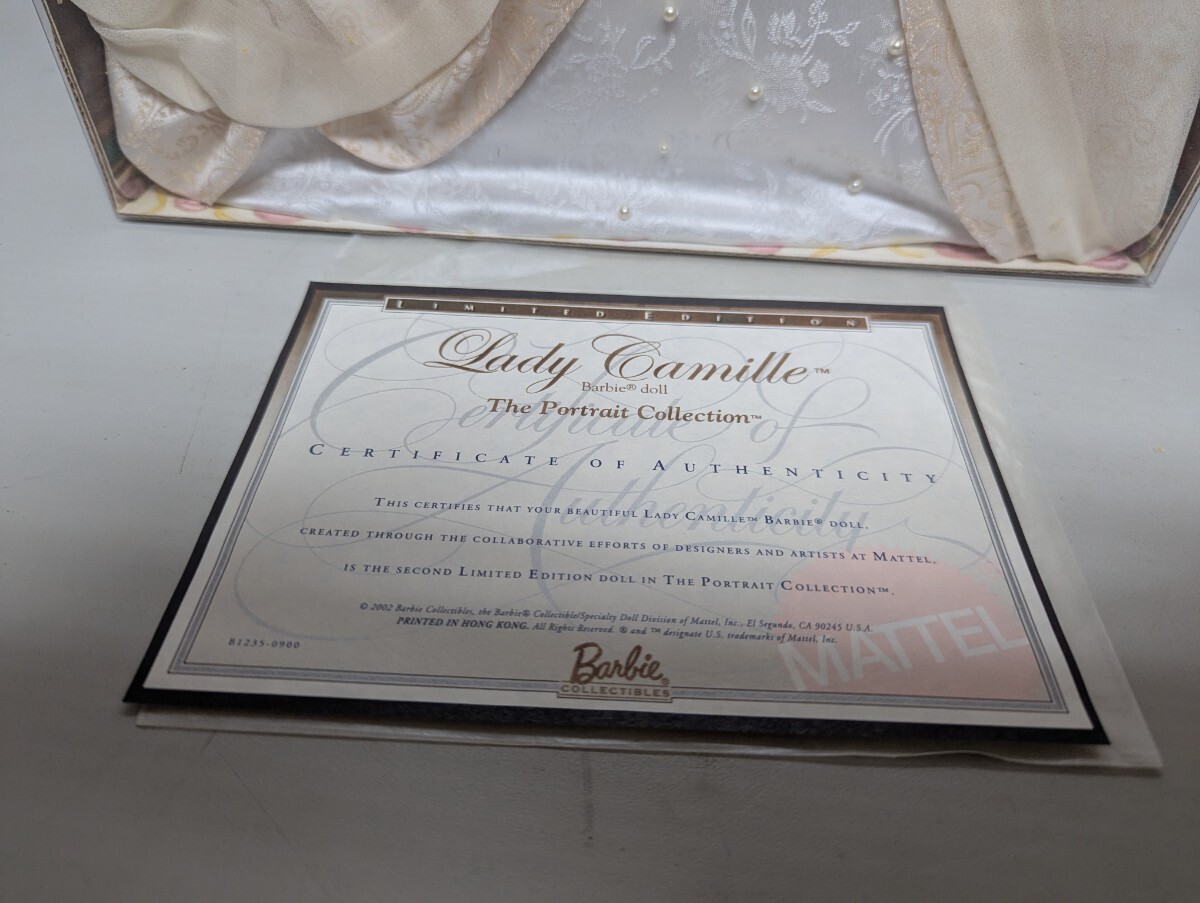 LIMITED EDITION
Lady Camille™
Barbie® doll
The Portrait Collection™
Certificate of
Authenticity
CERTIFICATE OF AUTHENTICITY
THIS CERTIFIES THAT YOUR BEAUTIFUL LADY CAMILLE™ BARBIE® DOLL,
CREATED THROUGH THE COLLABORATIVE EFFORTS OF DESIGNERS AND ARTISTS AT MATTEL,
IS THE SECOND LIMITED EDITION DOLL IN THE PORTRAIT COLLECTION™.
© 2002 Barbie Collectibles, the Barbie® Collectible/Specialty Doll Division of Mattel, Inc., El Segundo, CA 90245 U.S.A.
PRINTED IN HONG KONG. All Rights Reserved. ® and ™ designate U.S. trademarks of Mattel, Inc.
B1235-0900
Barbie®
COLLECTIBLES
MATTEL